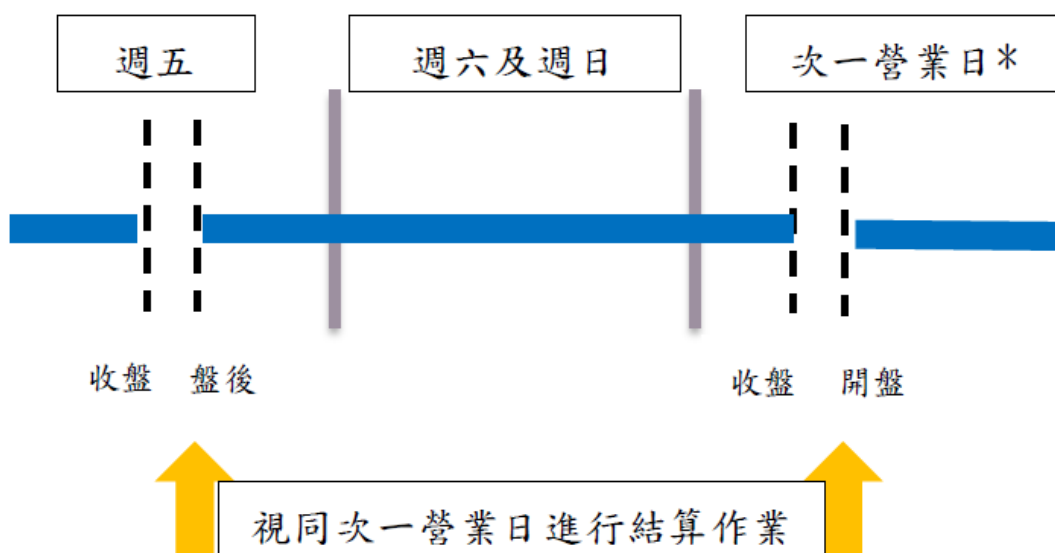 週五
週六及週日
次一營業日*
收盤
盤後
收盤
開盤
視同次一營業日進行結算作業